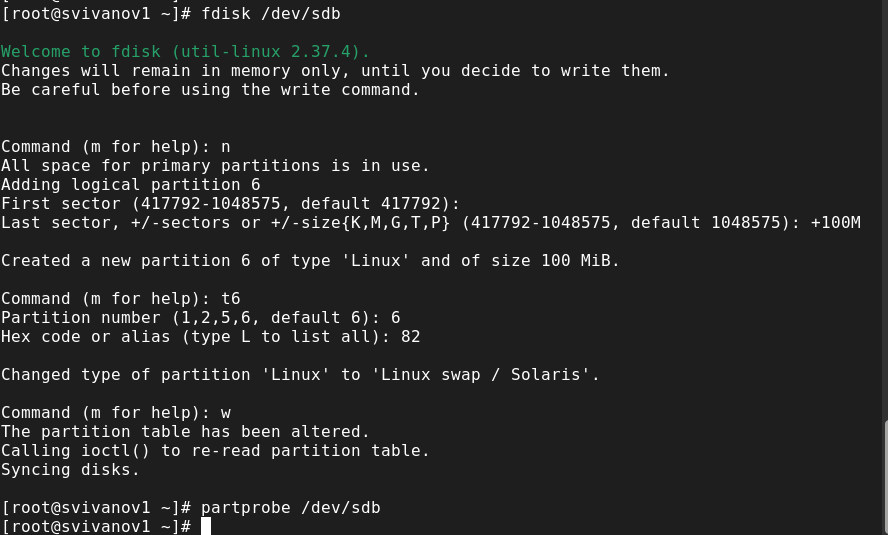 [root@svivanov1 ~]# fdisk /dev/sdb
Welcome to fdisk (util-linux 2.37.4).
Changes will remain in memory only, until you decide to write them.
Be careful before using the write command.
Command (m for help): n
All space for primary partitions is in use.
Adding logical partition 6
First sector (417792-1048575, default 417792):
Last sector, +/-sectors or +/-size{K,M,G,T,P} (417792-1048575, default 1048575): +100M
Created a new partition 6 of type 'Linux' and of size 100 MiB.
Command (m for help): t6
Partition number (1,2,5,6, default 6): 6
Hex code or alias (type L to list all): 82
Changed type of partition 'Linux' to 'Linux swap / Solaris'.
Command (m for help): w
The partition table has been altered.
Calling ioctl() to re-read partition table.
Syncing disks.
[root@svivanov1 ~]# partprobe /dev/sdb
[root@svivanov1 ~]#